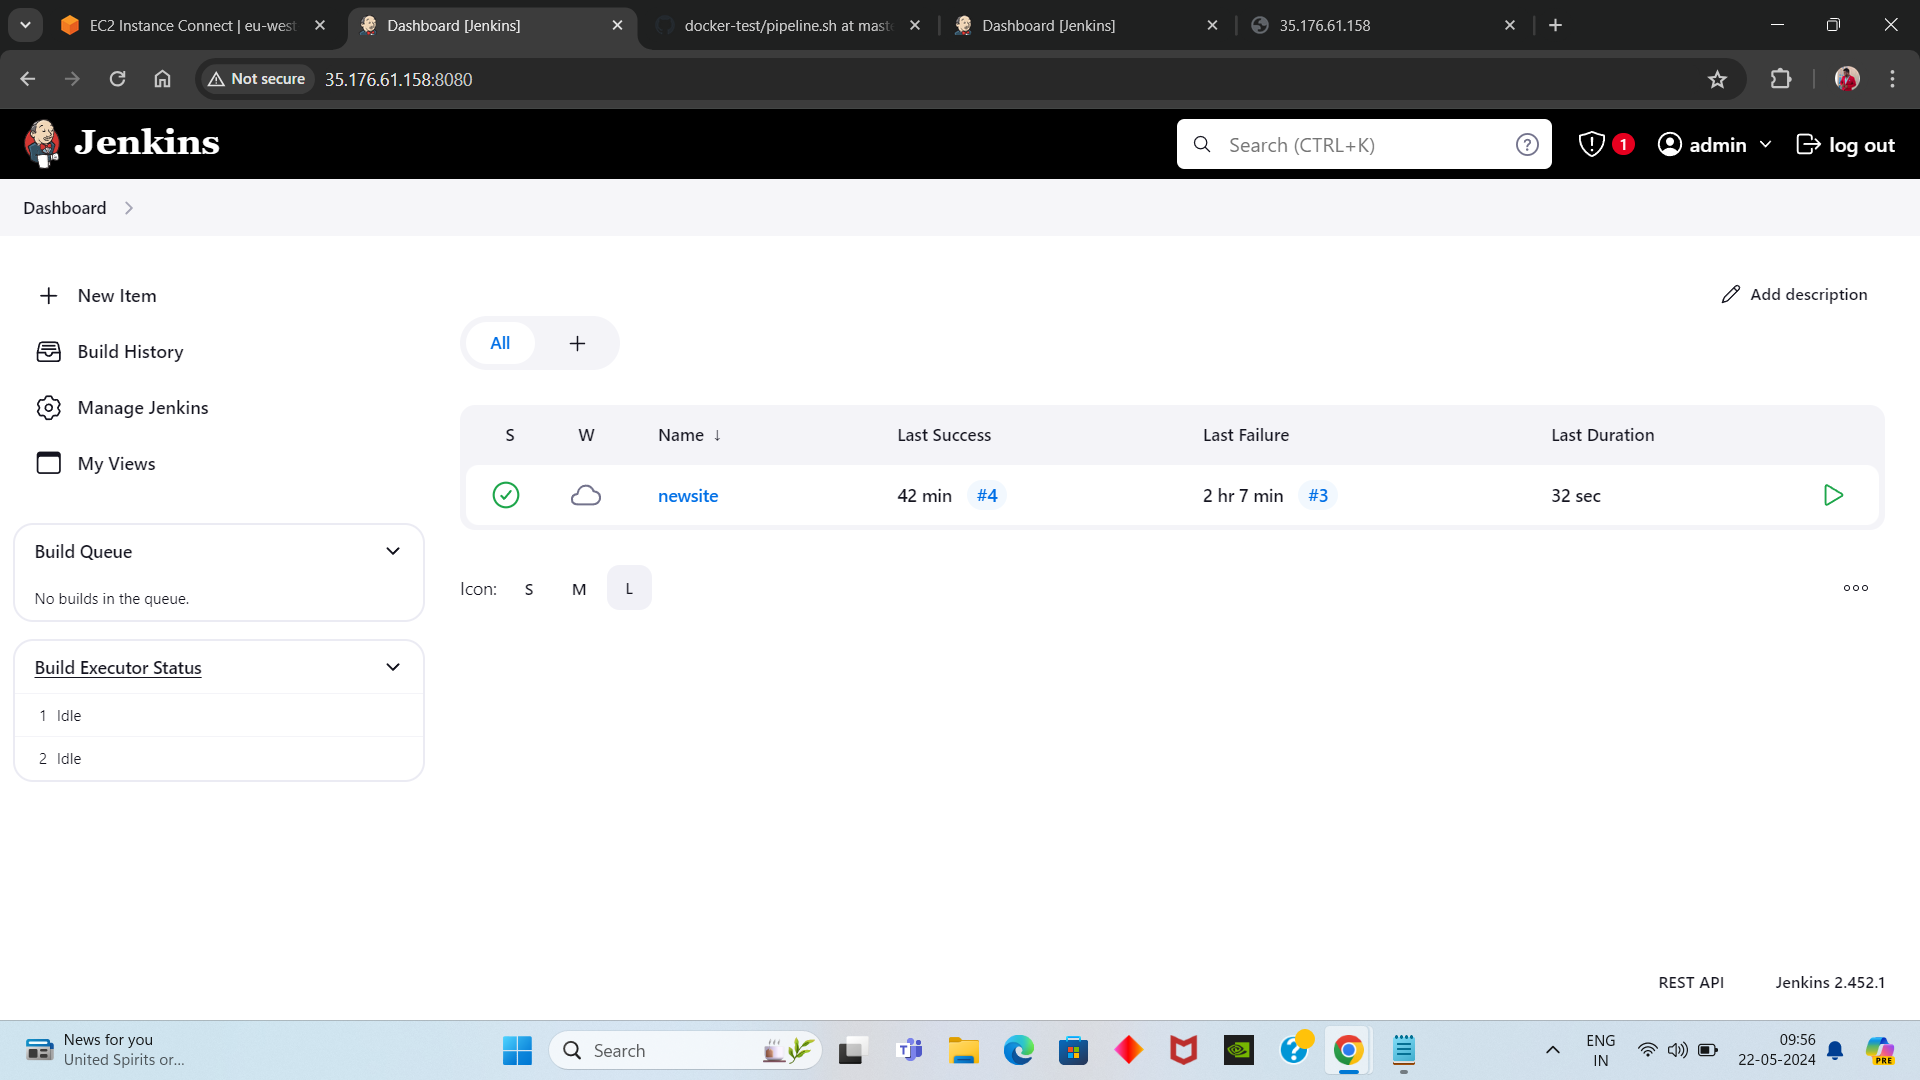 EC2 Instance Connect | eu-west
Dashboard [Jenkins]
docker-test/pipeline.sh at maste
Dashboard [Jenkins]
35.176.61.158
Not secure
35.176.61.158:8080
Jenkins
Search (CTRL+K)
?
1
admin
log out
Dashboard
New Item
Build History
Manage Jenkins
My Views
Add description
All
+
S W Name ↓ Last Success Last Failure Last Duration
newsite 42 min #4 2 hr 7 min #3 32 sec
Icon: S M L
Build Queue
No builds in the queue.
Build Executor Status
1 Idle
2 Idle
REST API
Jenkins 2.452.1
News for you
United Spirits or...
Search
ENG
IN
09:56
22-05-2024
PRE